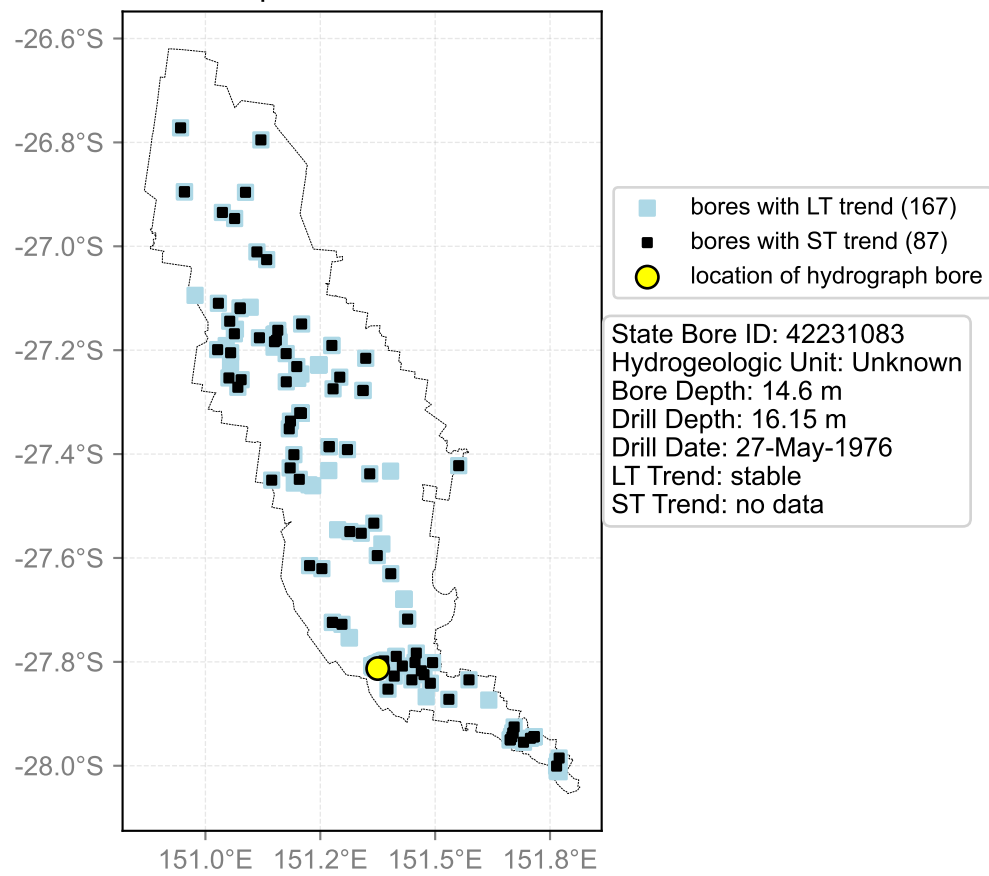 -26.6°S
-26.8°S
-27.0°S
-27.2°S
-27.4°S
-27.6°S
-27.8°S
-28.0°S
151.0°E 151.2°E 151.5°E 151.8°E
bores with LT trend (167)
bores with ST trend (87)
location of hydrograph bore
State Bore ID: 42231083
Hydrogeologic Unit: Unknown
Bore Depth: 14.6 m
Drill Depth: 16.15 m
Drill Date: 27-May-1976
LT Trend: stable
ST Trend: no data